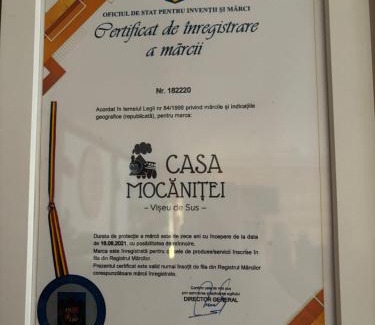 OFICIUL DE STAT PENTRU INVENȚII ȘI MĂRCI
Certificat de înregistrare
a mărcii
Nr. 182220
Acordat în temeiul Legii nr 84/1998 privind mărcile și indicațiile
geografice (republicată), pentru marca:
CASA
MOCĂNIȚEI
– Vișeu de Sus –
Durata de protecție a mărcii este de zece ani cu începere de la data
de 18.08.2021, cu posibilitatea de reînnoire.
Marca este înregistrată pentru clasele de produse/servicii înscrise în
fila din Registrul Mărcilor.
Prezentul certificat este valid numai însoțit de fila din Registrul Mărcilor
corespunzătoare mărcii înregistrate.
DIRECTOR GENERAL